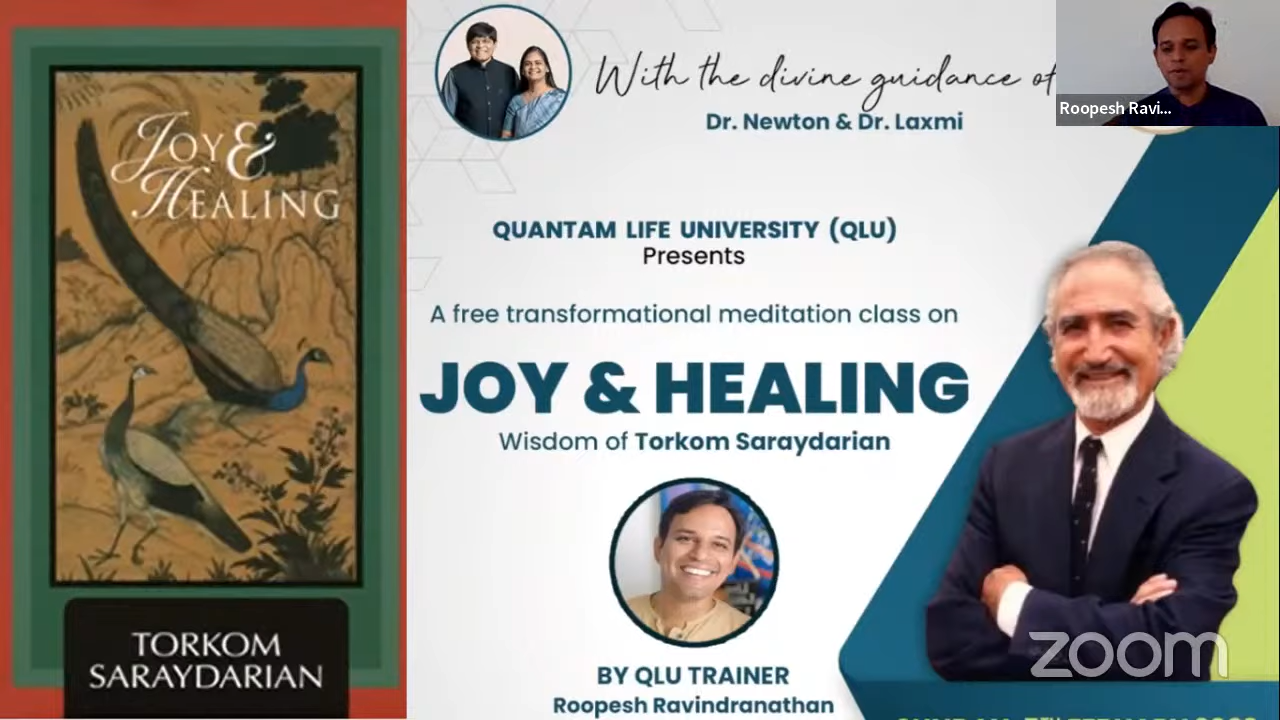 JOY &
HEALING
TORKOM
SARAYDARIAN
With the divine guidance of
Dr. Newton & Dr. Laxmi
Roopesh Ravi...
QUANTAM LIFE UNIVERSITY (QLU)
Presents
A free transformational meditation class on
JOY & HEALING
Wisdom of Torkom Saraydarian
BY QLU TRAINER
Roopesh Ravindranathan
zoom